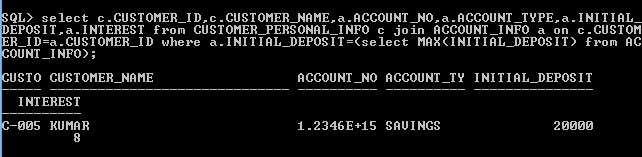 SQL> select c.CUSTOMER_ID,c.CUSTOMER_NAME,a.ACCOUNT_NO,a.ACCOUNT_TYPE,a.INITIAL_
DEPOSIT,a.INTEREST from CUSTOMER_PERSONAL_INFO c join ACCOUNT_INFO a on c.CUSTOM
ER_ID=a.CUSTOMER_ID where a.INITIAL_DEPOSIT=(select MAX(INITIAL_DEPOSIT) from AC
COUNT_INFO);
CUSTO CUSTOMER_NAME                  ACCOUNT_NO ACCOUNT_TY INITIAL_DEPOSIT
----- ------------------------------ ---------- ---------- ---------------
  INTEREST
----------
C-005 KUMAR                          1.2346E+15 SAVINGS              20000
         8